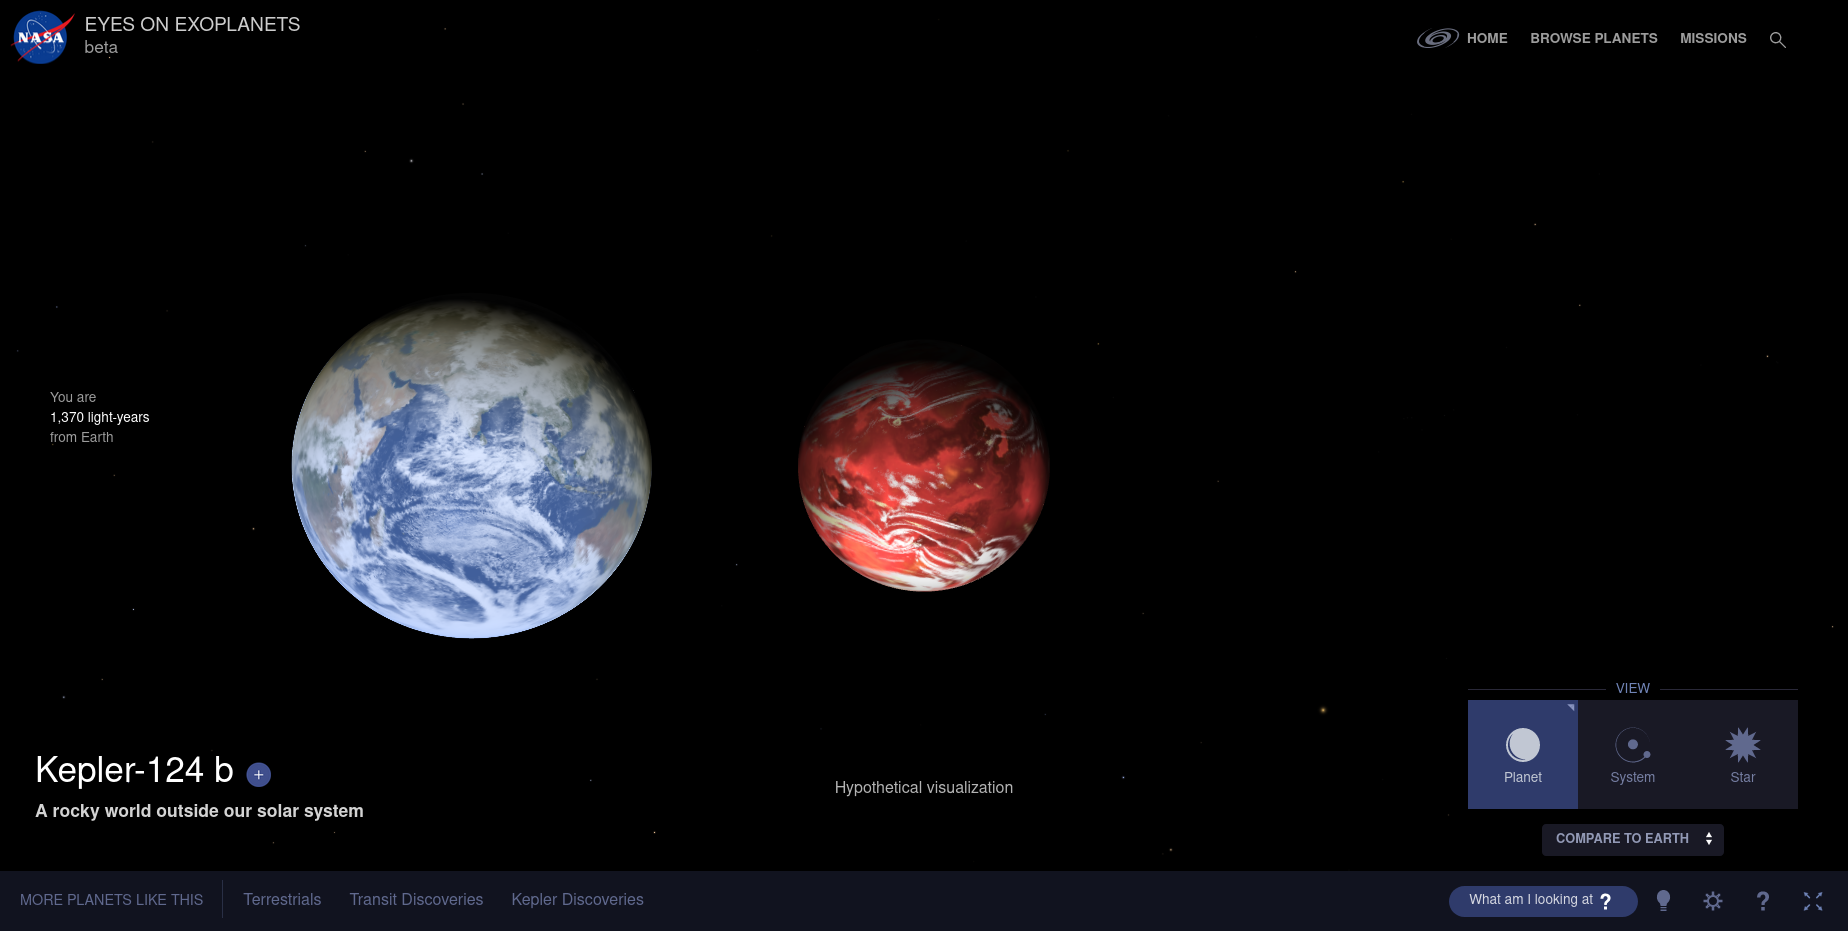 NASA
EYES ON EXOPLANETS
beta
HOME
BROWSE PLANETS
MISSIONS
You are
1,370 light-years
from Earth
Kepler-124 b +
A rocky world outside our solar system
Hypothetical visualization
VIEW
Planet
System
Star
COMPARE TO EARTH
MORE PLANETS LIKE THIS
Terrestrials
Transit Discoveries
Kepler Discoveries
What am I looking at ?
?